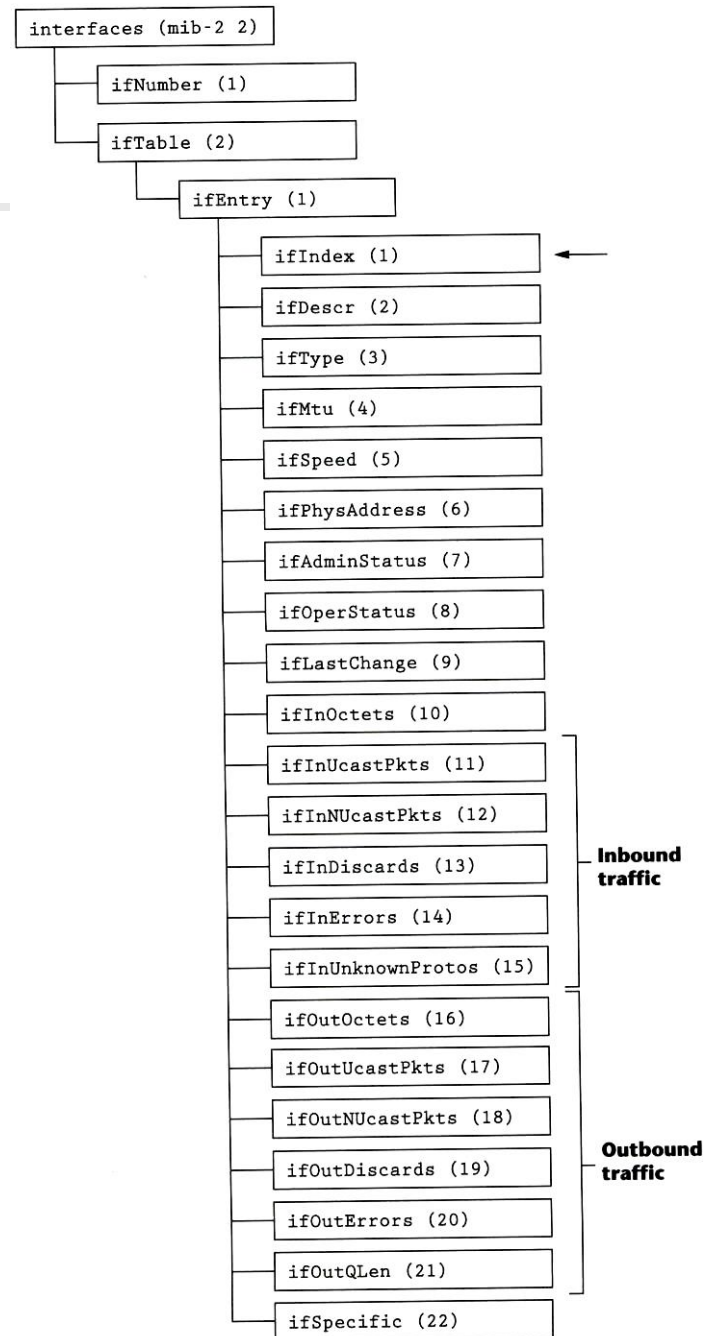 interfaces (mib-2 2)
ifNumber (1)
ifTable (2)
ifEntry (1)
ifIndex (1)
ifDescr (2)
ifType (3)
ifMtu (4)
ifSpeed (5)
ifPhysAddress (6)
ifAdminStatus (7)
ifOperStatus (8)
ifLastChange (9)
ifInOctets (10)
ifInUcastPkts (11)
ifInNUcastPkts (12)
ifInDiscards (13)
ifInErrors (14)
ifInUnknownProtos (15)
Inbound
traffic
ifOutOctets (16)
ifOutUcastPkts (17)
ifOutNUcastPkts (18)
ifOutDiscards (19)
ifOutErrors (20)
ifOutQLen (21)
Outbound
traffic
ifSpecific (22)